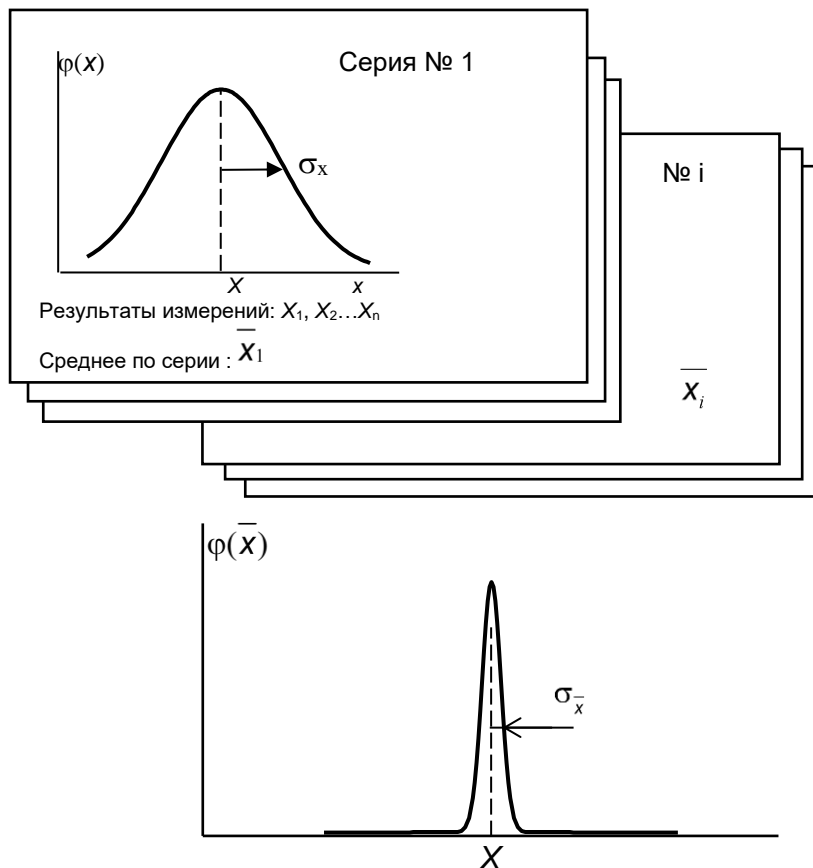 φ(x)
Серия № 1
σx
X x
Результаты измерений: X1, X2…Xn
Среднее по серии : x̅1
№ i
x̅i
φ(x̅)
σx̅
X